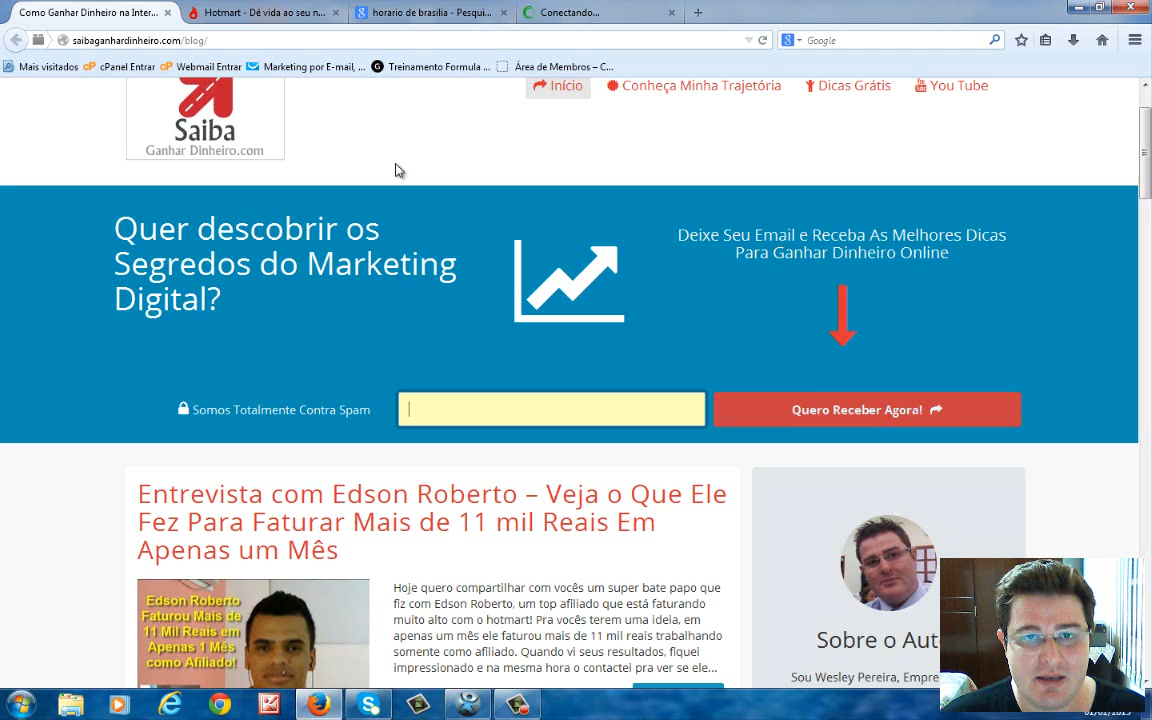 Como Ganhar Dinheiro na Inter...
Hotmart - Dê vida ao seu n...
horario de brasilia - Pesqui...
Conectando...
saibaganhardinheiro.com/blog/
Google
Mais visitados
cPanel Entrar
Webmail Entrar
Marketing por E-mail, ...
Treinamento Formula ...
Área de Membros – C...
Início
Conheça Minha Trajetória
Dicas Grátis
You Tube
Saiba
Ganhar Dinheiro.com
Quer descobrir os
Segredos do Marketing
Digital?
Deixe Seu Email e Receba As Melhores Dicas
Para Ganhar Dinheiro Online
Somos Totalmente Contra Spam
Quero Receber Agora!
Entrevista com Edson Roberto – Veja o Que Ele
Fez Para Faturar Mais de 11 mil Reais Em
Apenas um Mês
Edson Roberto
Faturou Mais de
11 Mil Reais em
Apenas 1 Mês
como Afiliado!
Hoje quero compartilhar com vocês um super bate papo que
fiz com Edson Roberto, um top afiliado que está faturando
muito alto com o hotmart! Pra vocês terem uma ideia, em
apenas um mês ele faturou mais de 11 mil reais trabalhando
somente como afiliado. Quando vi seus resultados, fiquei
impressionado e na mesma hora o contactei pra ver se ele...
Sobre o Aut
Sou Wesley Pereira, Empre